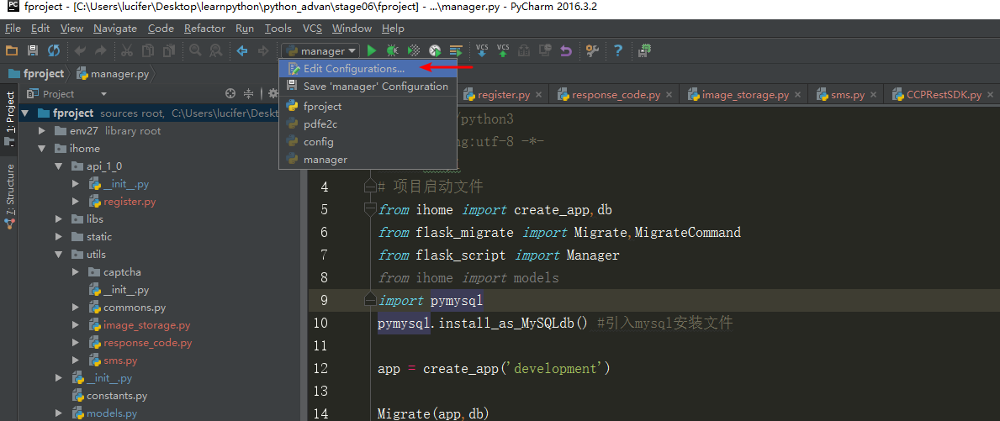 fproject - [C:\Users\lucifer\Desktop\learnpython\python_advan\stage06\fproject] - ...\manager.py - PyCharm 2016.3.2
File Edit View Navigate Code Refactor Run Tools VCS Window Help
manager
VCS VCS
fproject manager.py
Edit Configurations...
Save 'manager' Configuration
fproject
pdfe2c
config
manager
1: Project
7: Structure
Project
register.py response_code.py image_storage.py sms.py CCPRestSDK.py
fproject sources root, C:\Users\lucifer\Deskt
env27 library root
ihome
api_1_0
__init__.py
register.py
libs
static
utils
captcha
__init__.py
commons.py
image_storage.py
response_code.py
sms.py
__init__.py
constants.py
models.py
/python3
ng:utf-8 -*-
4 # 项目启动文件
5 from ihome import create_app,db
6 from flask_migrate import Migrate,MigrateCommand
7 from flask_script import Manager
8 from ihome import models
9 import pymysql
10 pymysql.install_as_MySQLdb() #引入mysql安装文件
11
12 app = create_app('development')
13
14 Migrate(app,db)